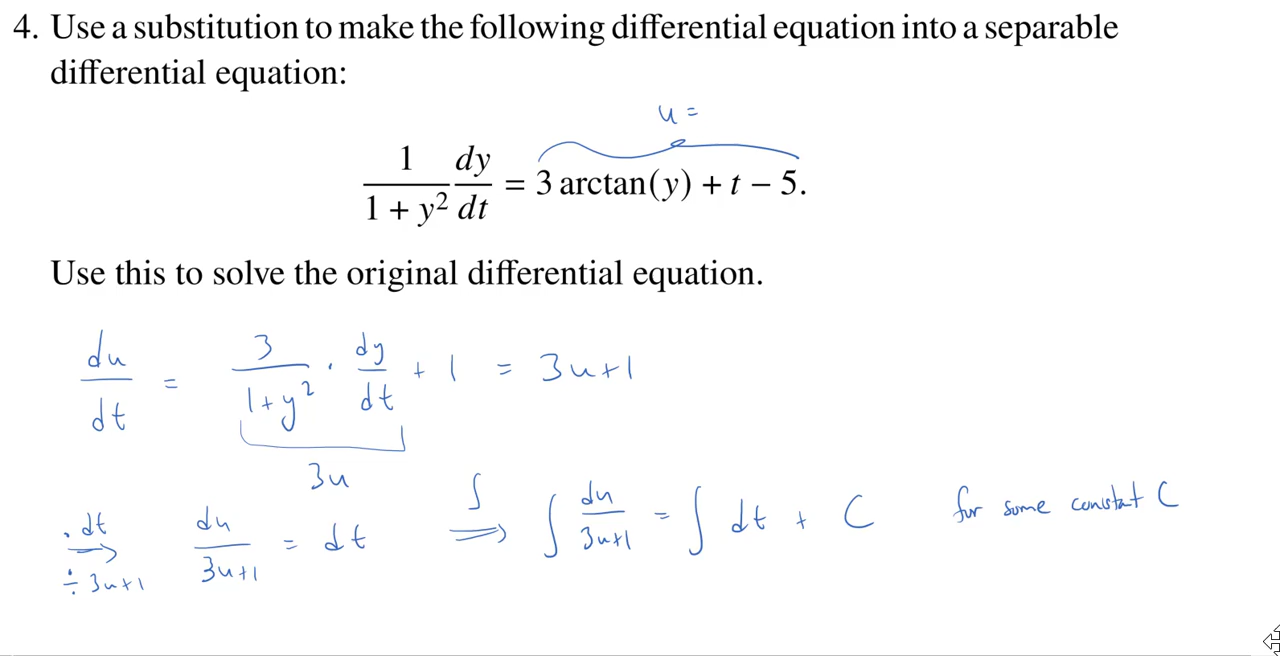 4. Use a substitution to make the following differential equation into a separable
differential equation:
u =
1/(1 + y²) dy/dt = 3 arctan(y) + t − 5.
Use this to solve the original differential equation.
du/dt = 3/(1+y²) · dy/dt + 1 = 3u+1
3u
· dt ÷ 3u+1 ⟹ du/(3u+1) = dt ∫⟹ ∫ du/(3u+1) = ∫ dt + C for some constat C